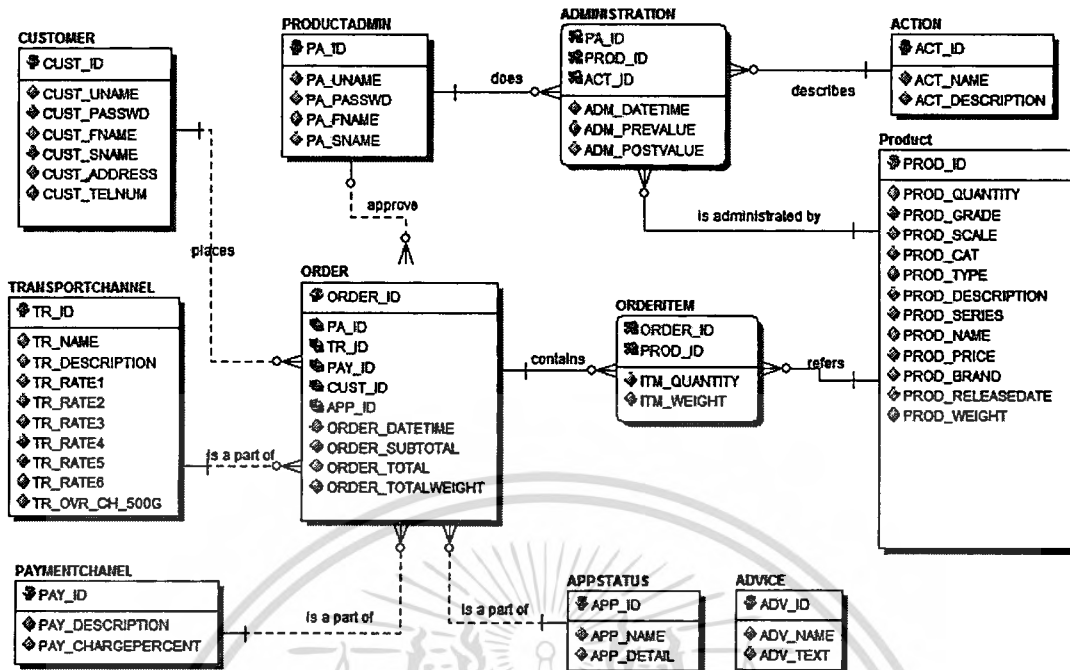 CUSTOMER
CUST_ID
CUST_UNAME
CUST_PASSWD
CUST_FNAME
CUST_SNAME
CUST_ADDRESS
CUST_TELNUM
PRODUCTADMIN
PA_ID
PA_UNAME
PA_PASSWD
PA_FNAME
PA_SNAME
does
ADMINISTRATION
PA_ID
PROD_ID
ACT_ID
ADM_DATETIME
ADM_PREVALUE
ADM_POSTVALUE
describes
ACTION
ACT_ID
ACT_NAME
ACT_DESCRIPTION
places
approve
is administrated by
Product
PROD_ID
PROD_QUANTITY
PROD_GRADE
PROD_SCALE
PROD_CAT
PROD_TYPE
PROD_DESCRIPTION
PROD_SERIES
PROD_NAME
PROD_PRICE
PROD_BRAND
PROD_RELEASEDATE
PROD_WEIGHT
TRANSPORTCHANNEL
TR_ID
TR_NAME
TR_DESCRIPTION
TR_RATE1
TR_RATE2
TR_RATE3
TR_RATE4
TR_RATE5
TR_RATE6
TR_OVR_CH_500G
is a part of
ORDER
ORDER_ID
PA_ID
TR_ID
PAY_ID
CUST_ID
APP_ID
ORDER_DATETIME
ORDER_SUBTOTAL
ORDER_TOTAL
ORDER_TOTALWEIGHT
contains
ORDERITEM
ORDER_ID
PROD_ID
ITM_QUANTITY
ITM_WEIGHT
refers
PAYMENTCHANEL
PAY_ID
PAY_DESCRIPTION
PAY_CHARGEPERCENT
is a part of
is a part of
APPSTATUS
APP_ID
APP_NAME
APP_DETAIL
ADVICE
ADV_ID
ADV_NAME
ADV_TEXT